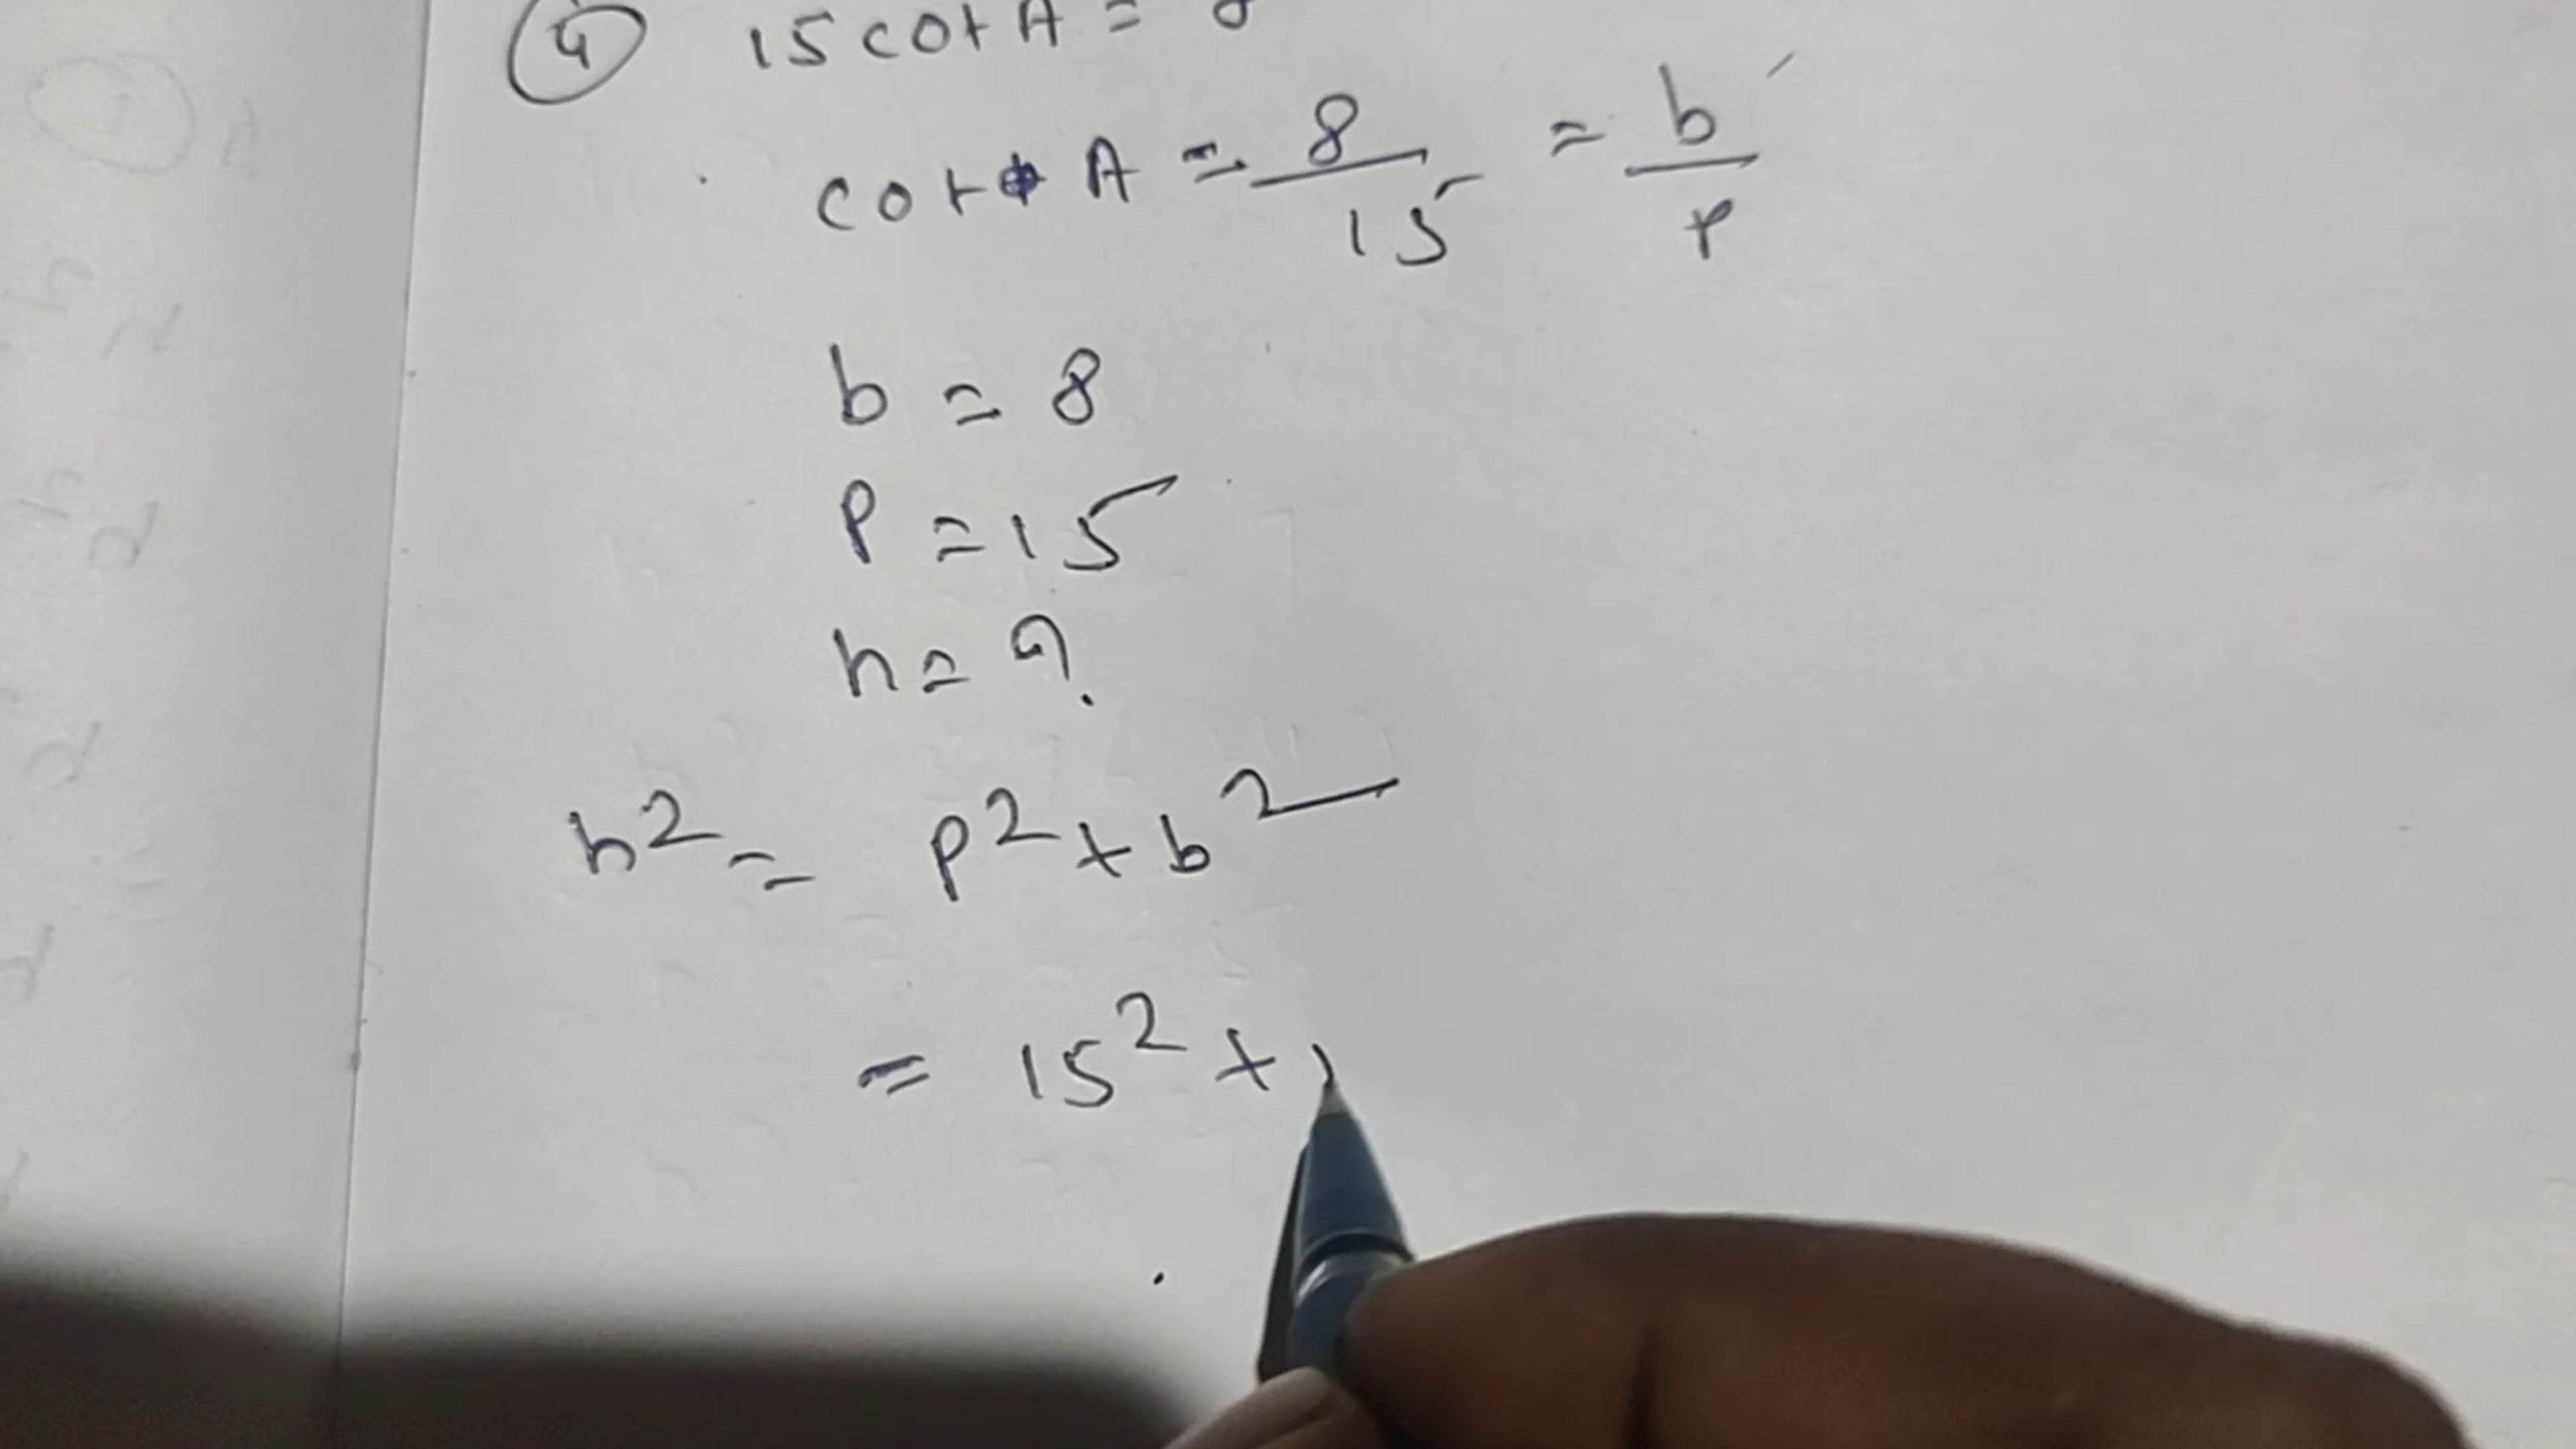 ④ 15 cot A = 8
cot A = 8/15 = b/p
b = 8
P = 15
h = ?
h² = p² + b²
= 15² +